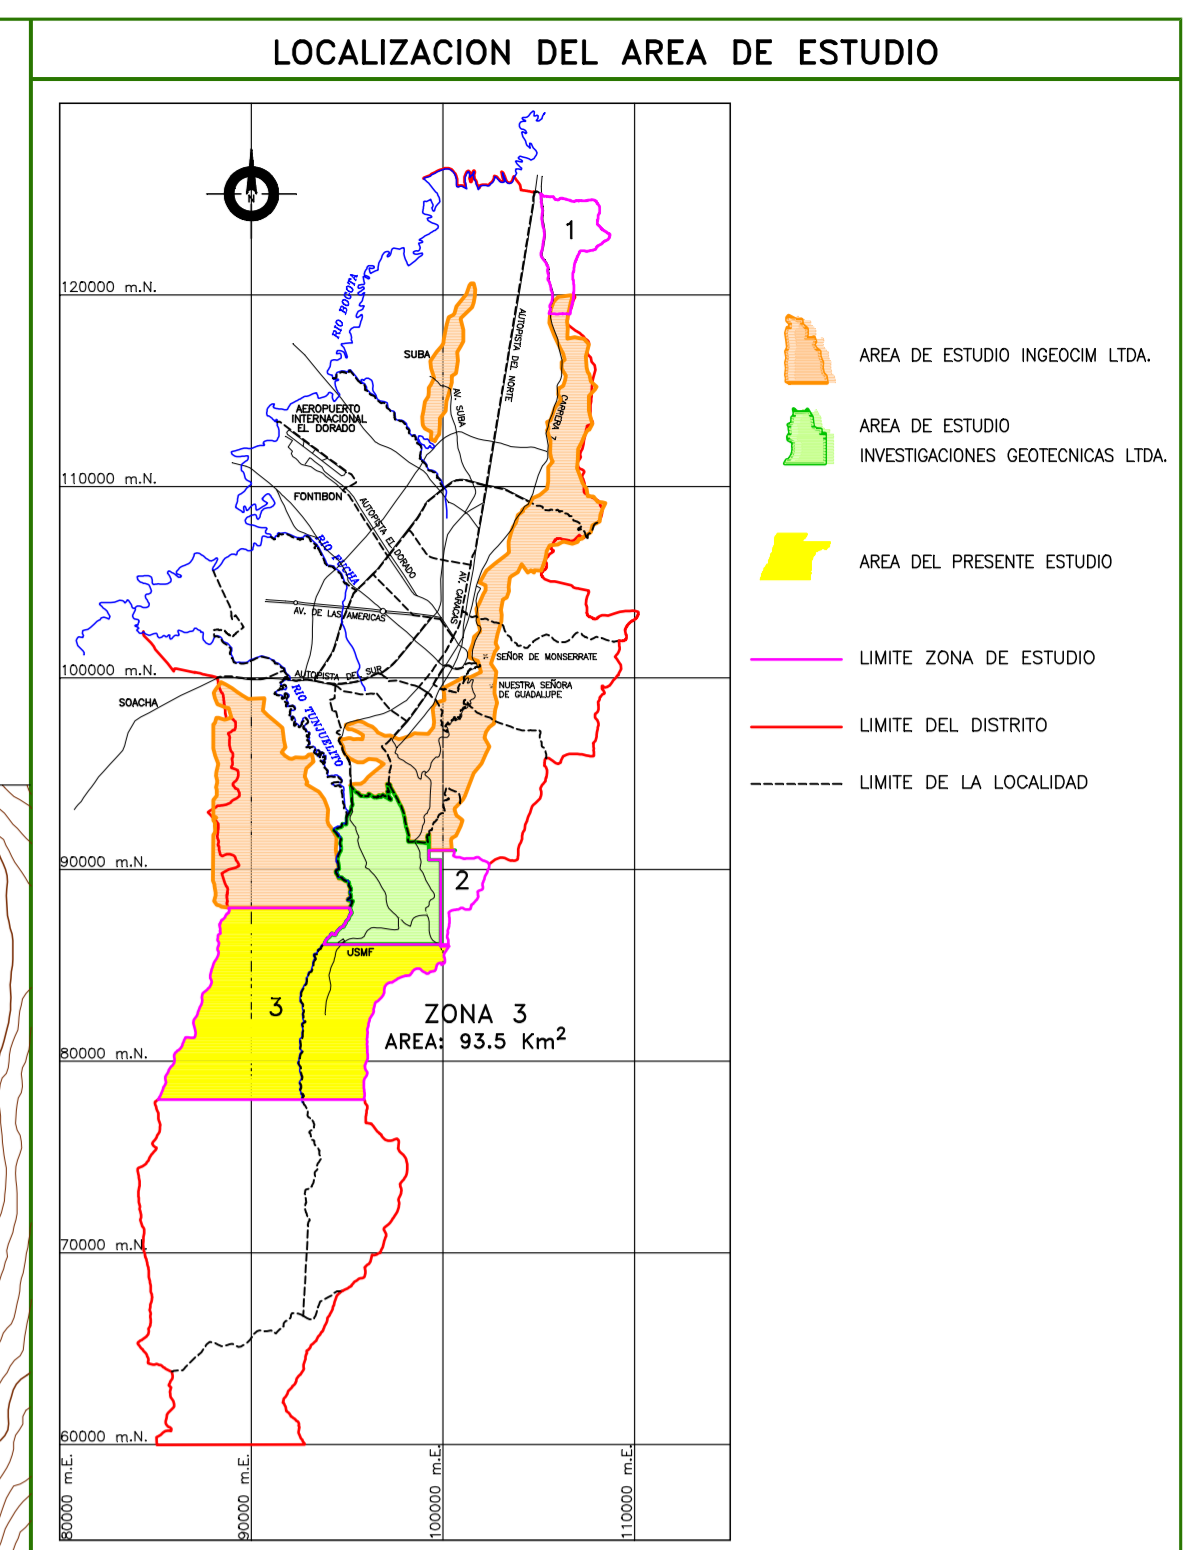 LOCALIZACION DEL AREA DE ESTUDIO
N
1
120000 m.N.
RIO BOGOTA
AUTOPISTA DEL NORTE
SUBA
AV. SUBA
CARRERA 7
AEROPUERTO
INTERNACIONAL
EL DORADO
110000 m.N.
FONTIBON
AUTOPISTA EL DORADO
RIO FUCHA
AV. CARACAS
AV. DE LAS AMERICAS
SEÑOR DE MONSERRATE
100000 m.N.
AUTOPISTA DEL SUR
NUESTRA SEÑORA
DE GUADALUPE
SOACHA
RIO TUNJUELITO
90000 m.N.
2
USME
3
ZONA 3
AREA: 93.5 Km²
80000 m.N.
70000 m.N.
60000 m.N.
80000 m.E.
90000 m.E.
100000 m.E.
110000 m.E.
AREA DE ESTUDIO INGEOCIM LTDA.
AREA DE ESTUDIO
INVESTIGACIONES GEOTECNICAS LTDA.
AREA DEL PRESENTE ESTUDIO
LIMITE ZONA DE ESTUDIO
LIMITE DEL DISTRITO
LIMITE DE LA LOCALIDAD